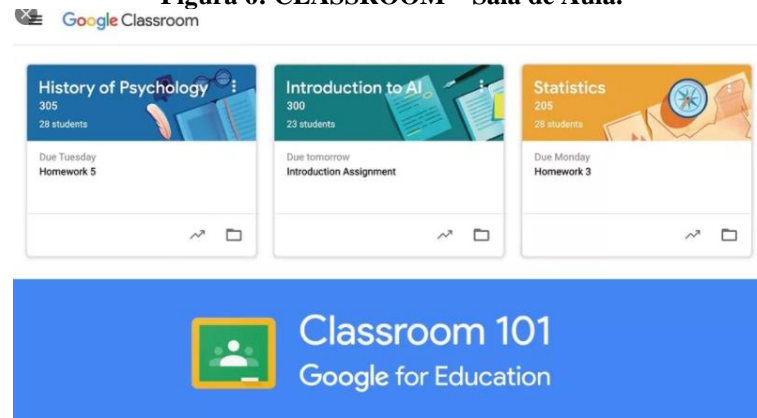 Figura 6: CLASSROOM – Sala de Aula.
Google Classroom
History of Psychology
305
28 students
Due Tuesday
Homework 5
Introduction to AI
300
23 students
Due tomorrow
Introduction Assignment
Statistics
205
28 students
Due Monday
Homework 3
Classroom 101
Google for Education